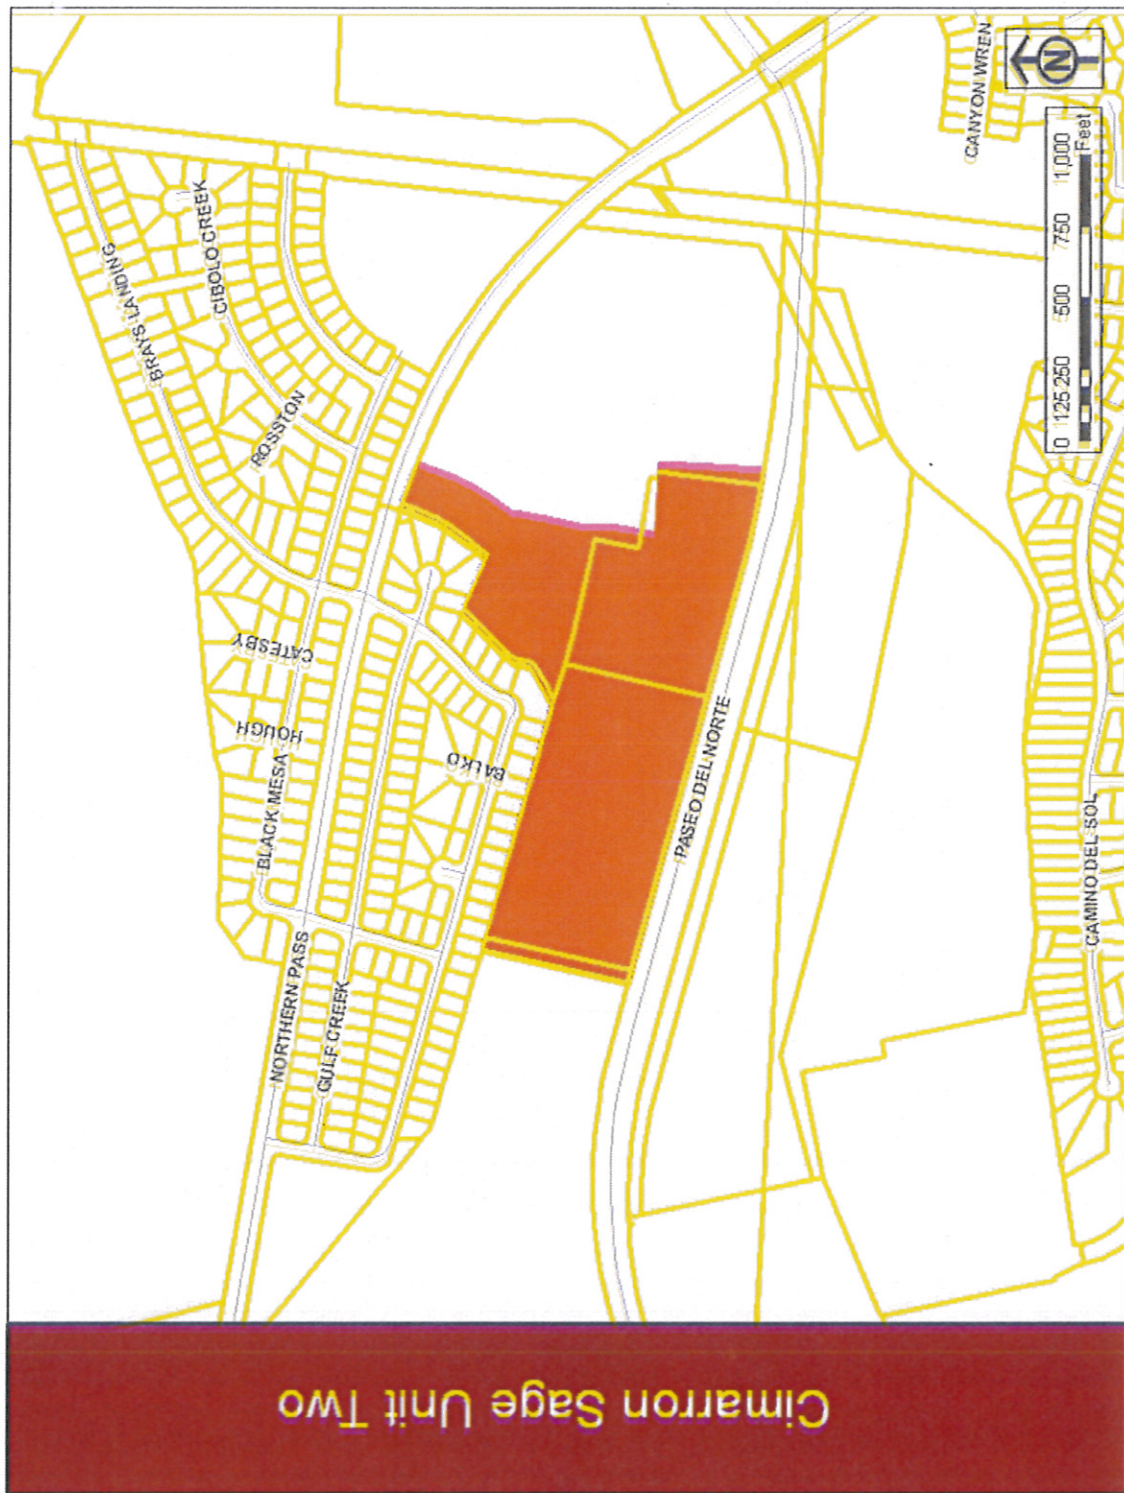 Cimarron Sage Unit Two
BRAYS LANDING
CIBOLO CREEK
ROSSTON
CATESBY
HOUGH
BLACK MESA
BALKO
NORTHERN PASS
GULF CREEK
PASEO DEL NORTE
CAMINO DEL SOL
CANYON WREN
N
0 125 250 500 750 1,000
Feet